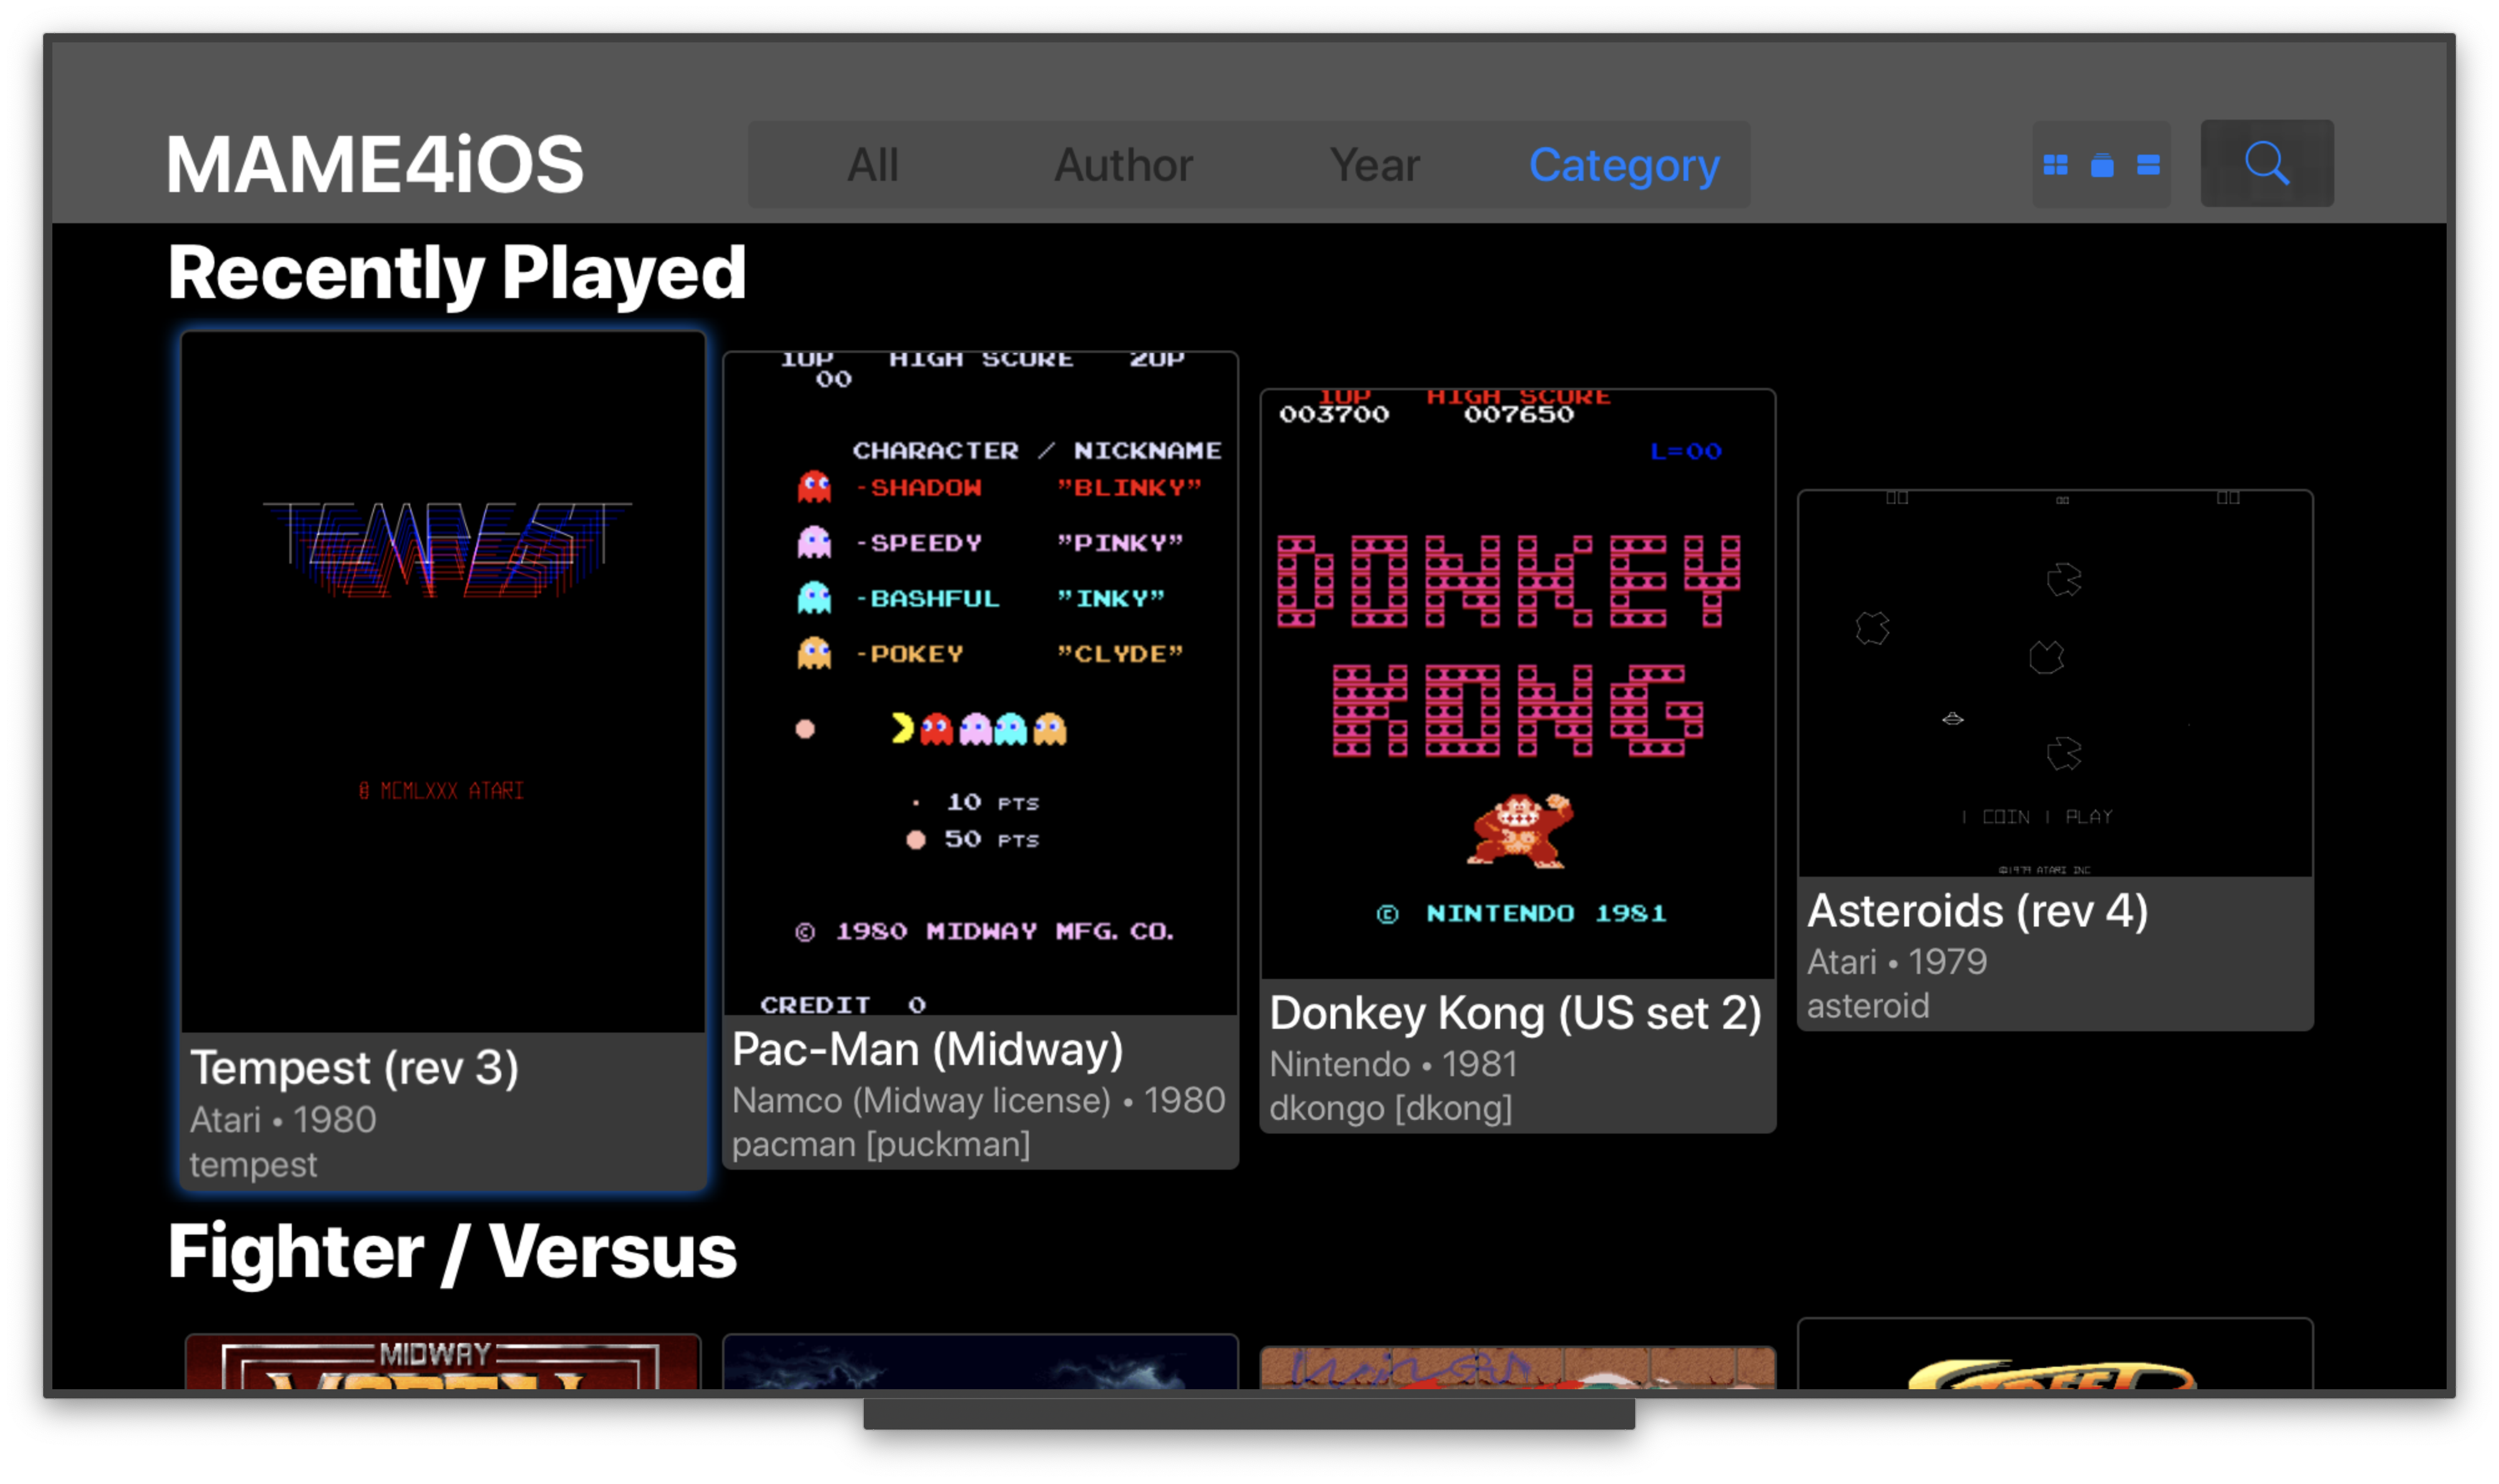 MAME4iOS
All
Author
Year
Category
Recently Played
TEMPEST
© MCMLXXX ATARI
Tempest (rev 3)
Atari • 1980
tempest
1UP HIGH SCORE 2UP
00
CHARACTER / NICKNAME
-SHADOW "BLINKY"
-SPEEDY "PINKY"
-BASHFUL "INKY"
-POKEY "CLYDE"
10 PTS
50 PTS
© 1980 MIDWAY MFG. CO.
CREDIT 0
Pac-Man (Midway)
Namco (Midway license) • 1980
pacman [puckman]
1UP HIGH SCORE
003700 007650
L=00
DONKEY
KONG
© NINTENDO 1981
Donkey Kong (US set 2)
Nintendo • 1981
dkongo [dkong]
00 00 00
1 COIN 1 PLAY
©1979 ATARI INC
Asteroids (rev 4)
Atari • 1979
asteroid
Fighter / Versus
MIDWAY